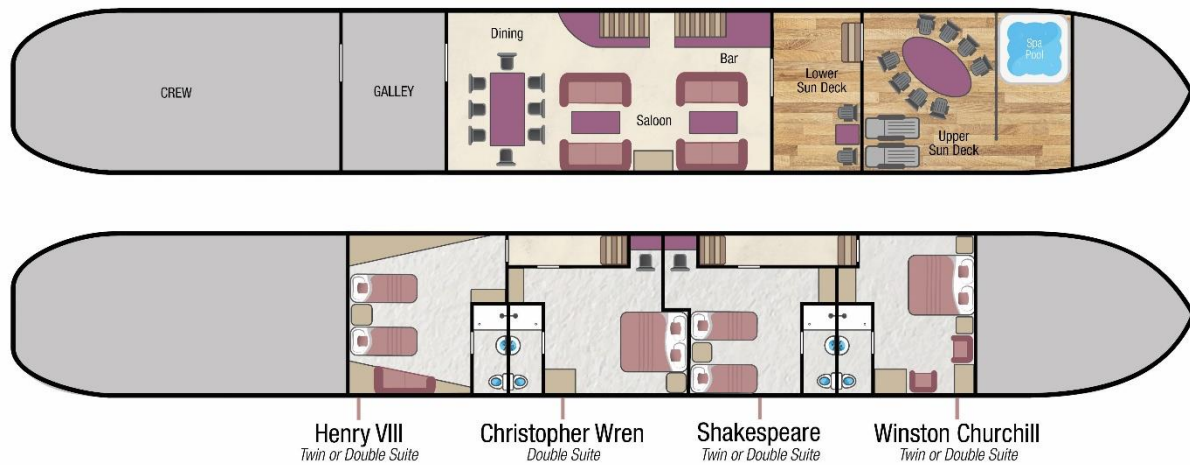 CREW
GALLEY
Dining
Saloon
Bar
Lower
Sun Deck
Upper
Sun Deck
Spa
Pool
Henry VIII
Twin or Double Suite
Christopher Wren
Double Suite
Shakespeare
Twin or Double Suite
Winston Churchill
Twin or Double Suite